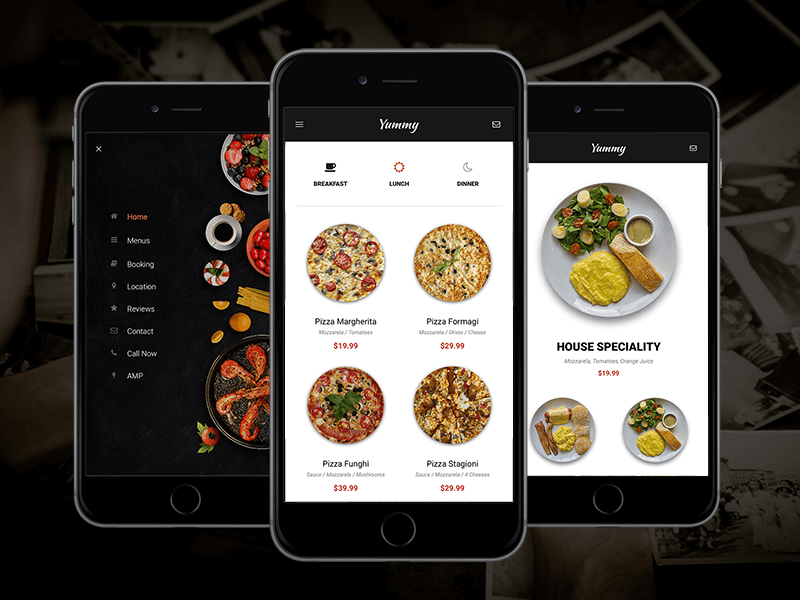 Home
Menus
Booking
Location
Reviews
Contact
Call Now
AMP
Yummy
BREAKFAST
LUNCH
DINNER
Pizza Margherita
Mozzarela / Tomatoes
$19.99
Pizza Formagi
Mozzarela / Olives / Cheese
$29.99
Pizza Funghi
Sauce / Mozzarela / Mushrooms
$39.99
Pizza Stagioni
Sauce / Mozzarela / 4 Cheeses
$29.99
Yummy
HOUSE SPECIALITY
Mozzarela, Tomatoes, Orange Juice
$19.99